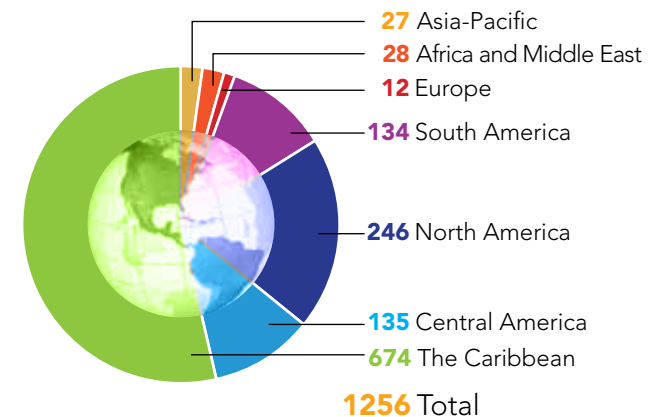 27 Asia-Pacific
28 Africa and Middle East
12 Europe
134 South America
246 North America
135 Central America
674 The Caribbean
1256 Total